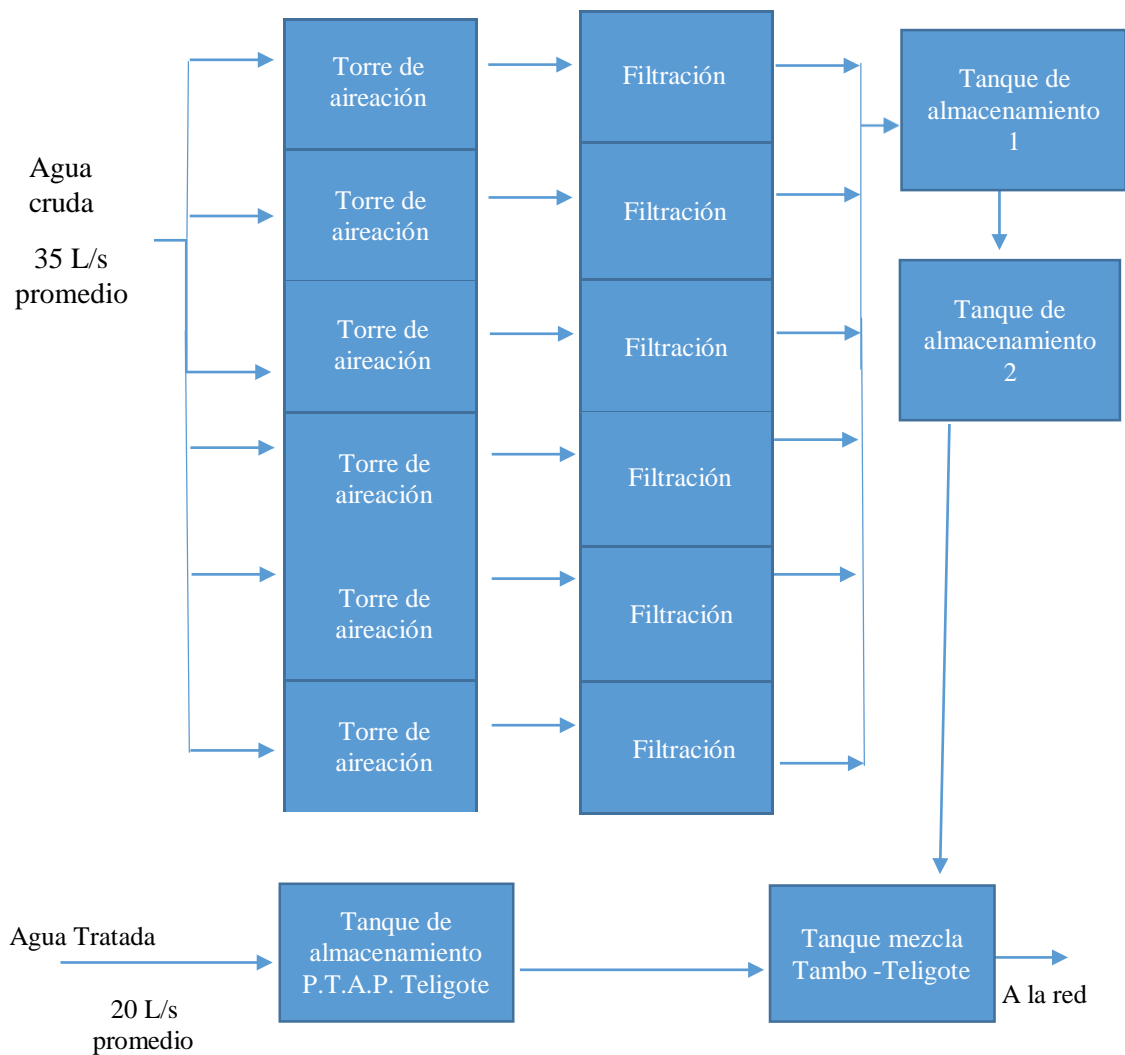 Agua
cruda
35 L/s
promedio
Torre de
aireación
Filtración
Torre de
aireación
Filtración
Torre de
aireación
Filtración
Torre de
aireación
Filtración
Torre de
aireación
Filtración
Torre de
aireación
Filtración
Tanque de
almacenamiento
1
Tanque de
almacenamiento
2
Agua Tratada
20 L/s
promedio
Tanque de
almacenamiento
P.T.A.P. Teligote
Tanque mezcla
Tambo -Teligote
A la red